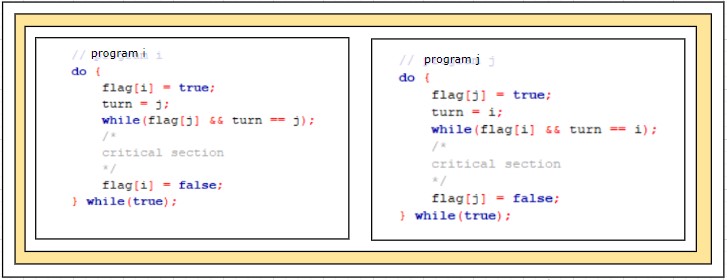 // program i
do {
flag[i] = true;
turn = j;
while(flag[j] && turn == j);
/*
critical section
*/
flag[i] = false;
} while(true);
// program j
do {
flag[j] = true;
turn = i;
while(flag[i] && turn == i);
/*
critical section
*/
flag[j] = false;
} while(true);